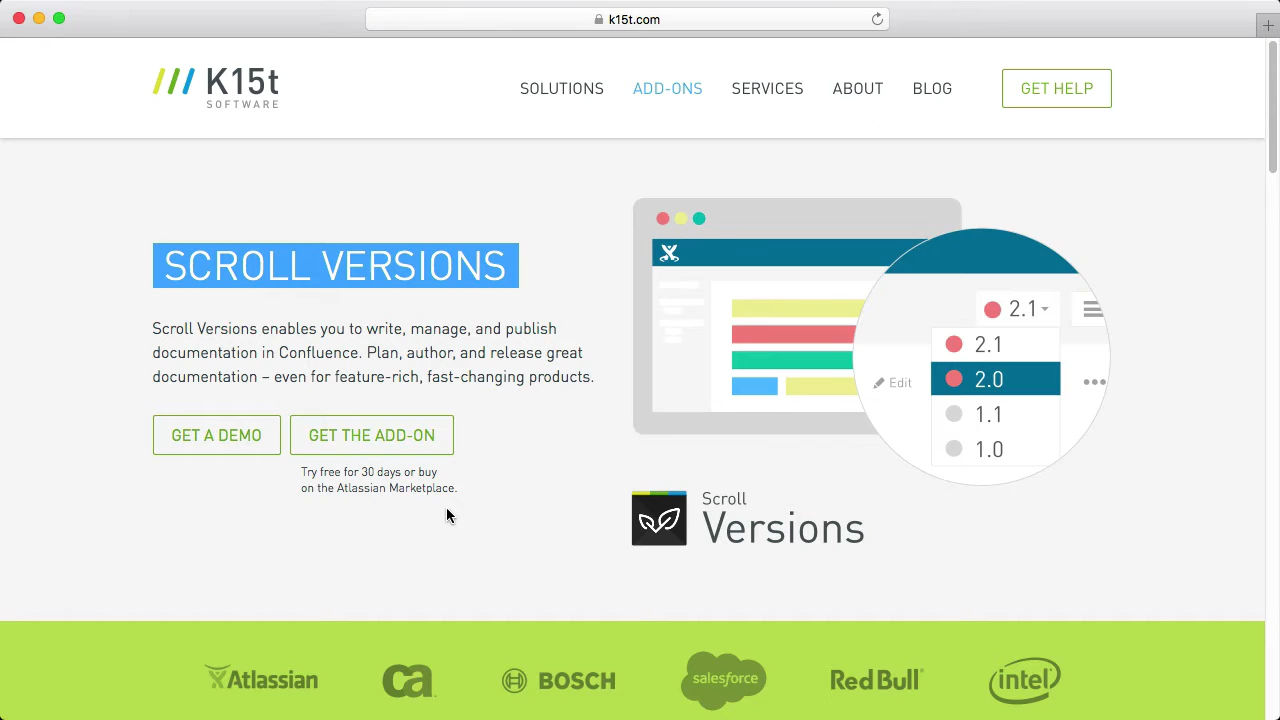 k15t.com
K15t
SOFTWARE
SOLUTIONS ADD-ONS SERVICES ABOUT BLOG GET HELP
SCROLL VERSIONS
Scroll Versions enables you to write, manage, and publish
documentation in Confluence. Plan, author, and release great
documentation – even for feature-rich, fast-changing products.
GET A DEMO GET THE ADD-ON
Try free for 30 days or buy
on the Atlassian Marketplace.
2.1
2.1
Edit 2.0
1.1
1.0
Scroll
Versions
Atlassian ca BOSCH salesforce Red Bull intel